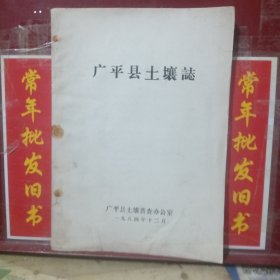 广平县土壤誌
广平县土壤普查办公室
一九八四年十二月
常年批发旧书
常年批发旧书